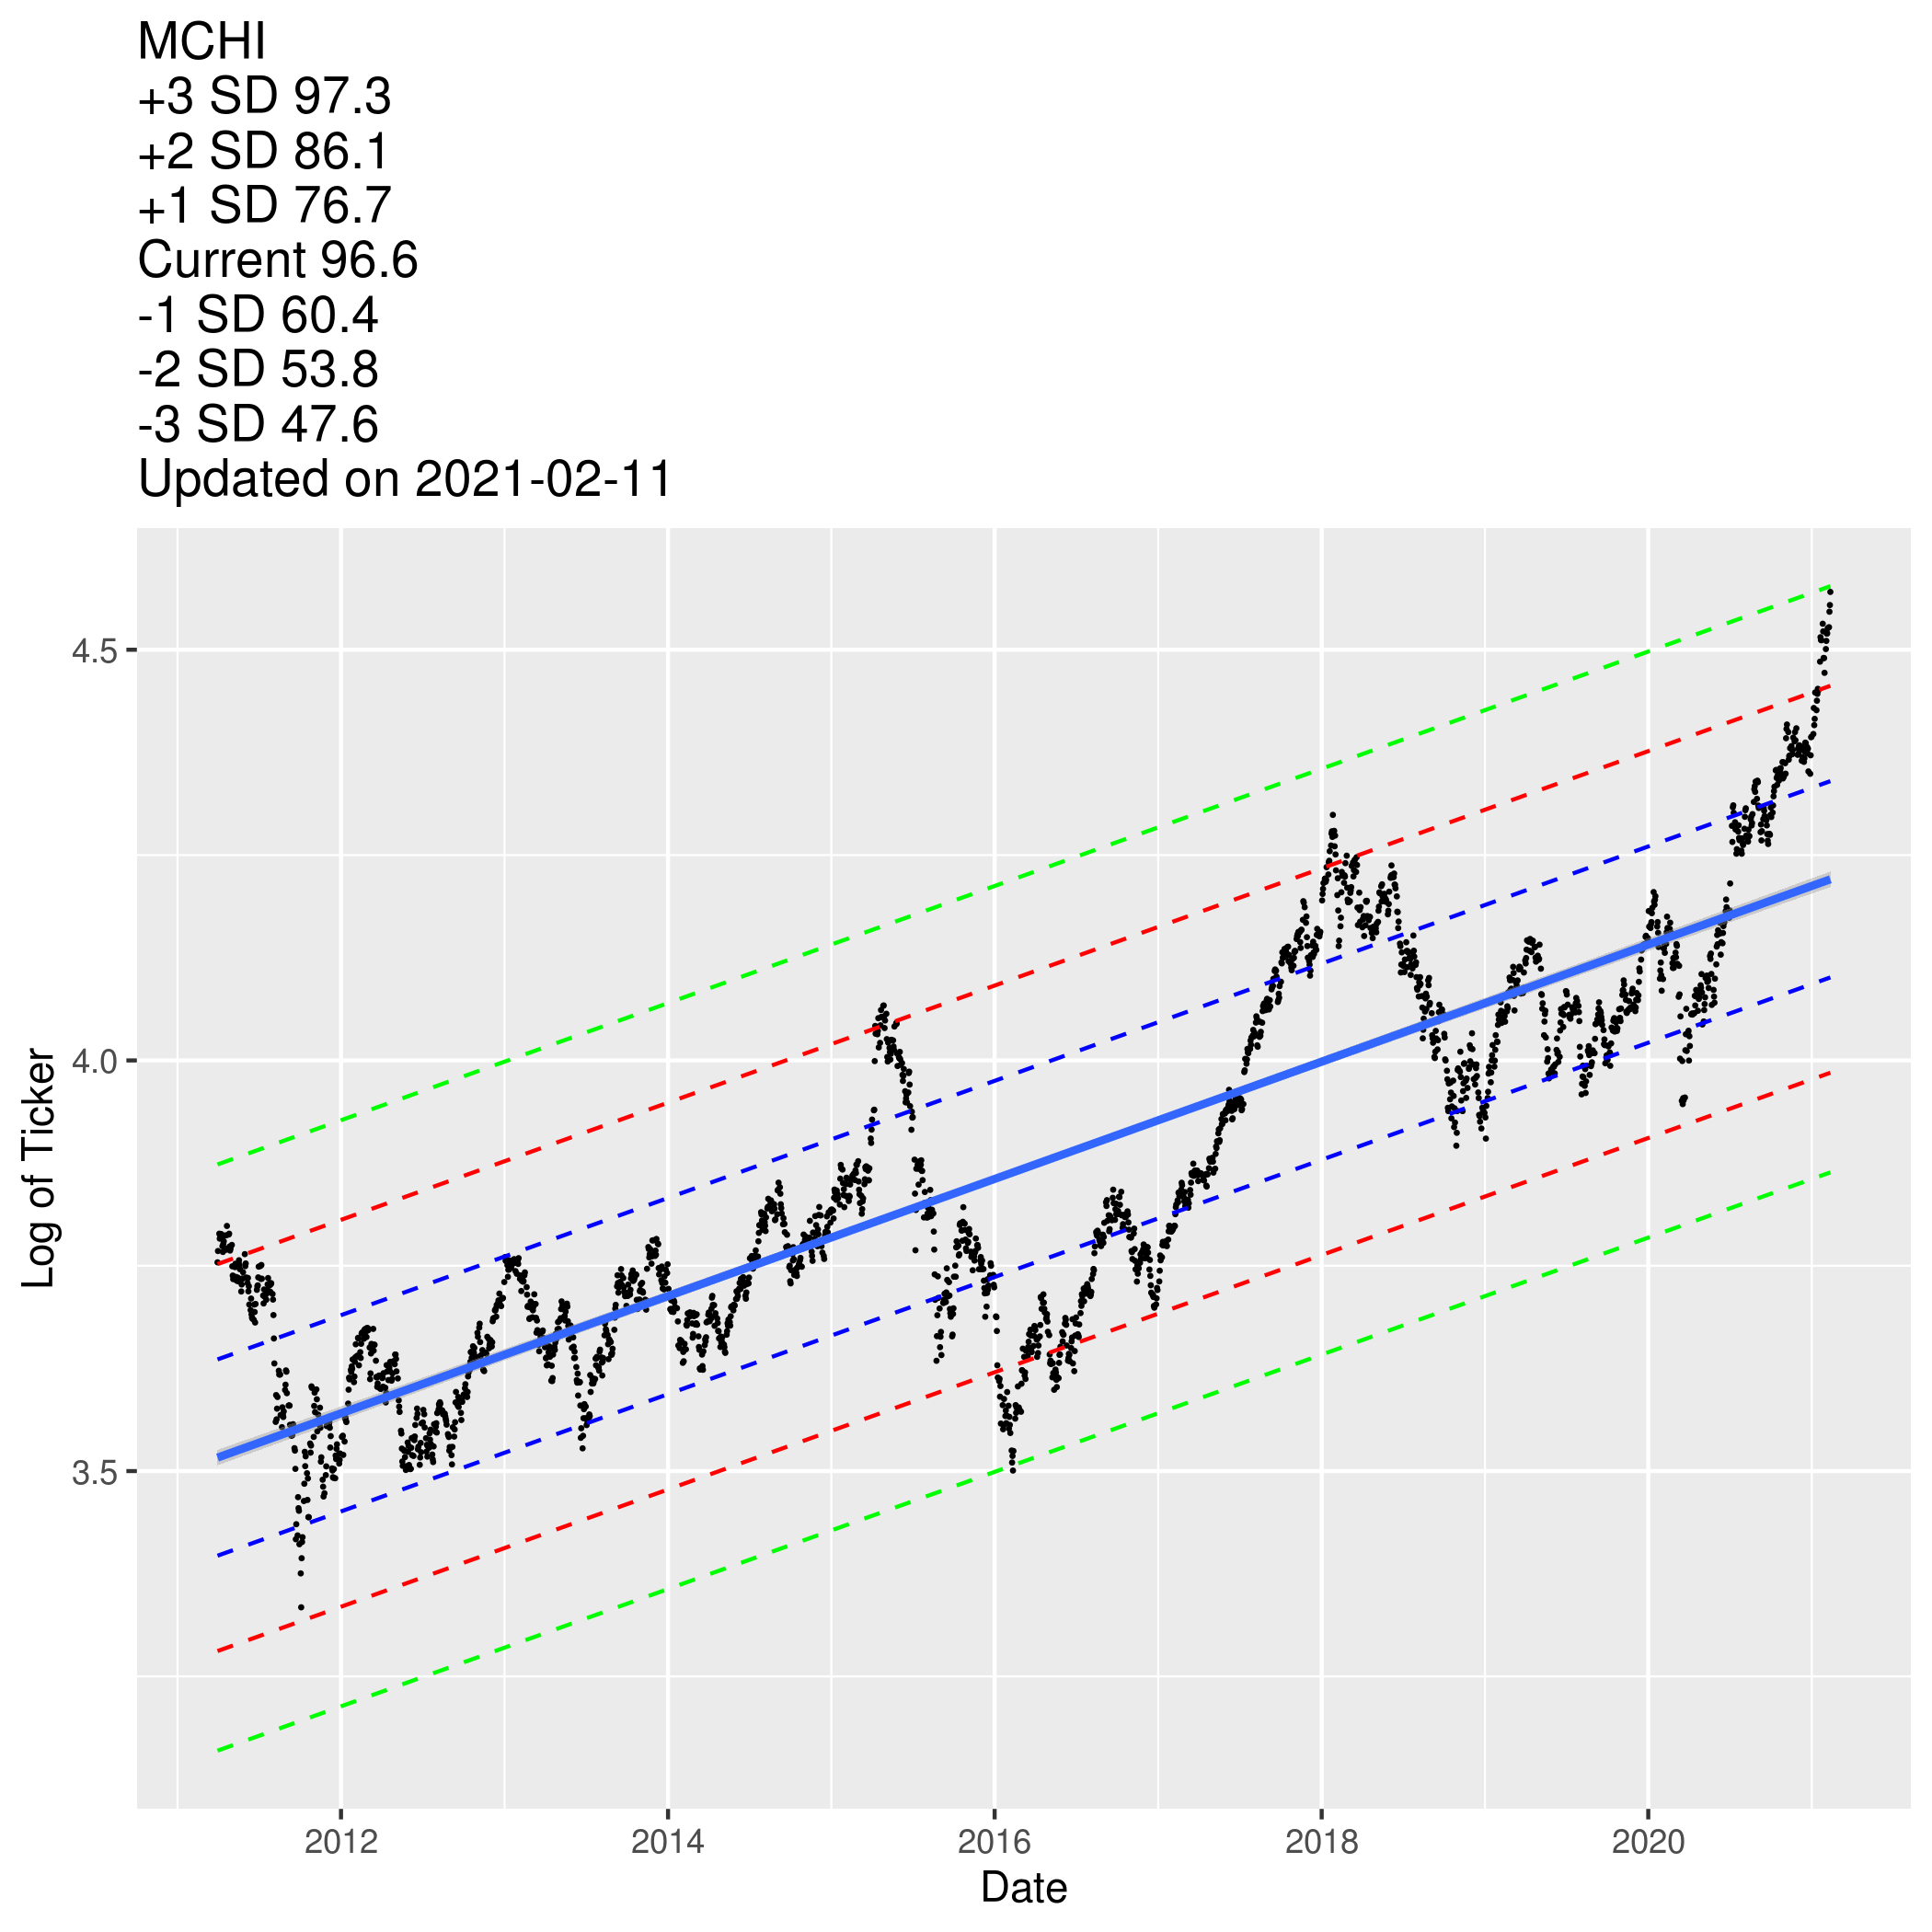 MCHI
+3 SD 97.3
+2 SD 86.1
+1 SD 76.7
Current 96.6
-1 SD 60.4
-2 SD 53.8
-3 SD 47.6
Updated on 2021-02-11
4.5
4.0
3.5
Log of Ticker
2012 2014 2016 2018 2020
Date